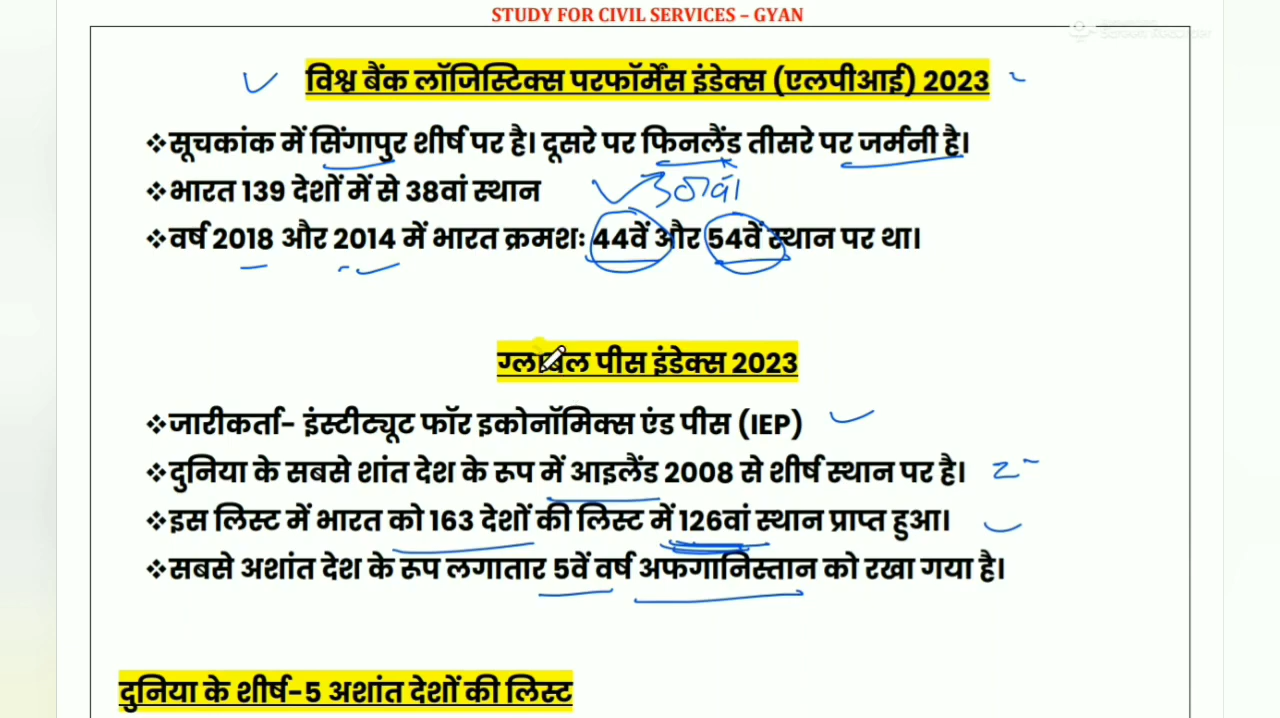 STUDY FOR CIVIL SERVICES – GYAN
विश्व बैंक लॉजिस्टिक्स परफॉर्मेंस इंडेक्स (एलपीआई) 2023
❖सूचकांक में सिंगापुर शीर्ष पर है। दूसरे पर फिनलैंड तीसरे पर जर्मनी है।
❖भारत 139 देशों में से 38वां स्थान
❖वर्ष 2018 और 2014 में भारत क्रमशः 44वें और 54वें स्थान पर था।
ग्लोबल पीस इंडेक्स 2023
❖जारीकर्ता- इंस्टीट्यूट फॉर इकोनॉमिक्स एंड पीस (IEP)
❖दुनिया के सबसे शांत देश के रूप में आइलैंड 2008 से शीर्ष स्थान पर है।
❖इस लिस्ट में भारत को 163 देशों की लिस्ट में 126वां स्थान प्राप्त हुआ।
❖सबसे अशांत देश के रूप लगातार 5वें वर्ष अफगानिस्तान को रखा गया है।
दुनिया के शीर्ष-5 अशांत देशों की लिस्ट